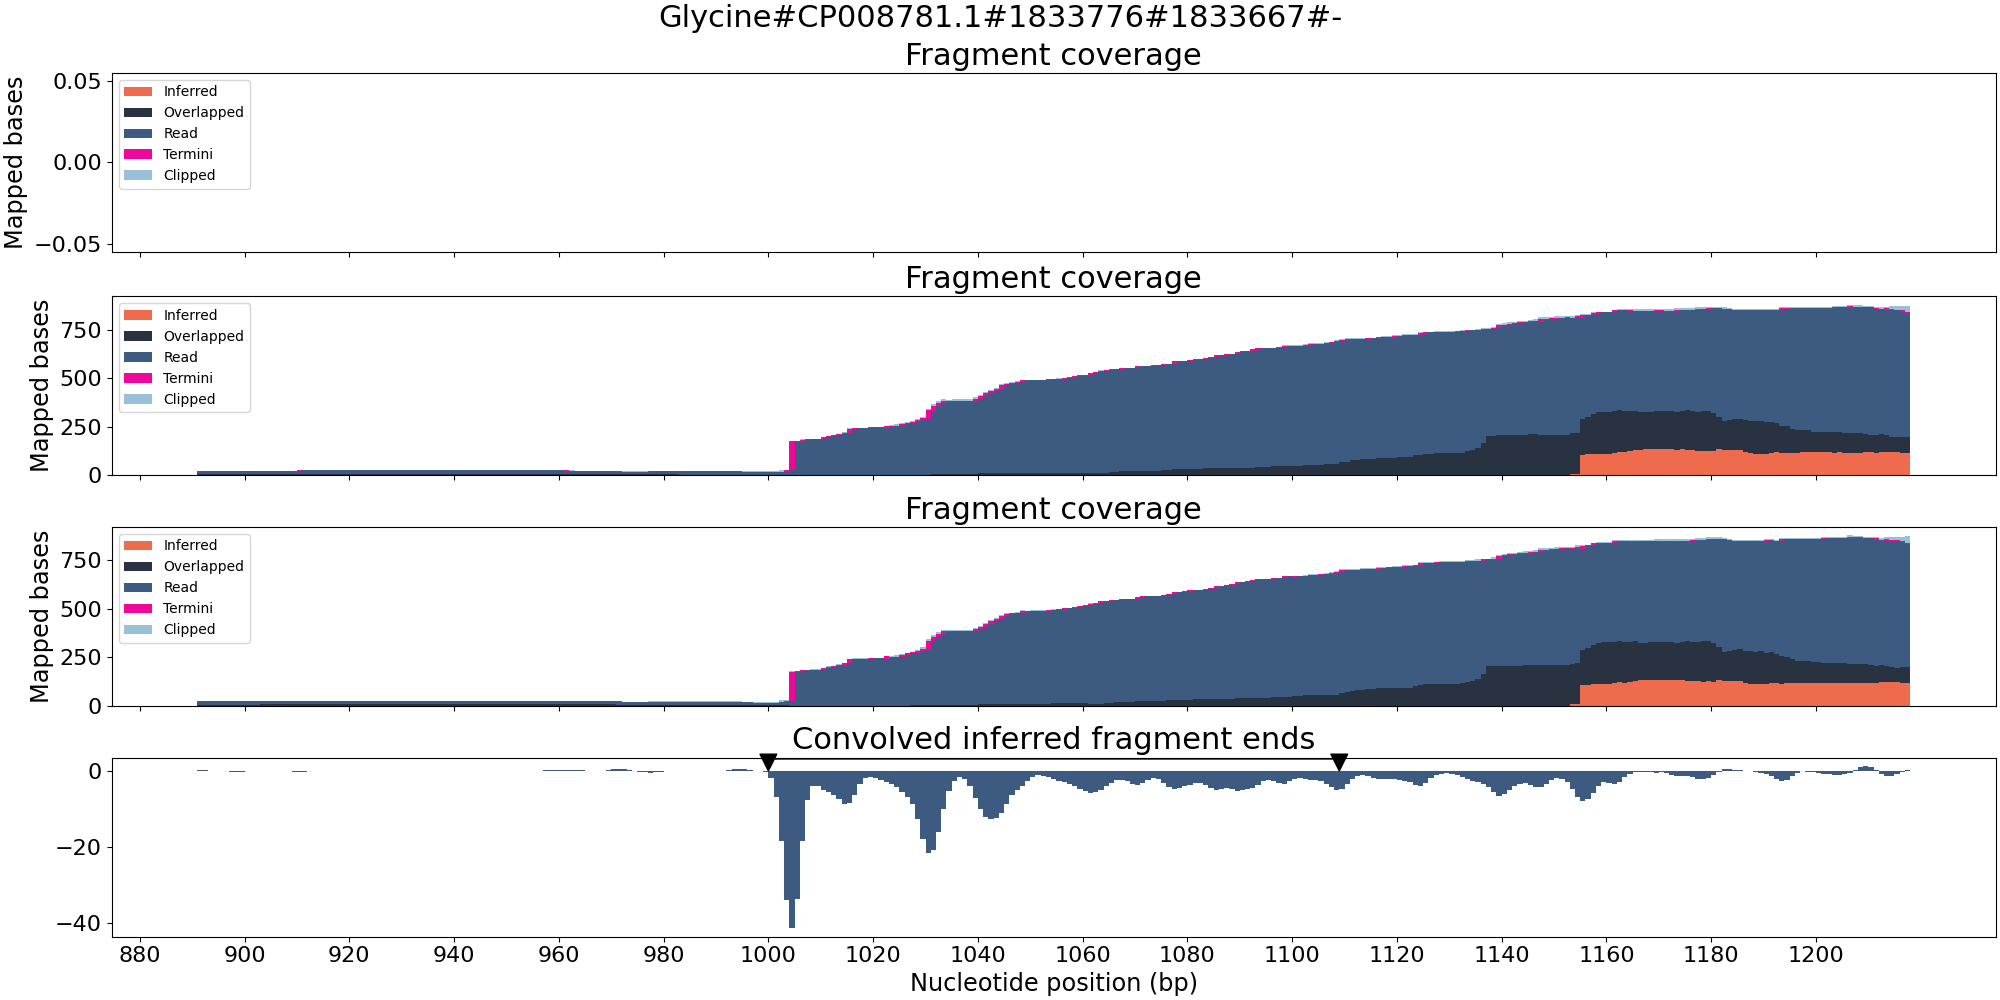 Glycine#CP008781.1#1833776#1833667#-
Fragment coverage
Mapped bases
0.05
0.00
−0.05
Inferred
Overlapped
Read
Termini
Clipped
Fragment coverage
Mapped bases
750
500
250
0
Inferred
Overlapped
Read
Termini
Clipped
Fragment coverage
Mapped bases
750
500
250
0
Inferred
Overlapped
Read
Termini
Clipped
Convolved inferred fragment ends
0
−20
−40
880 900 920 940 960 980 1000 1020 1040 1060 1080 1100 1120 1140 1160 1180 1200
Nucleotide position (bp)